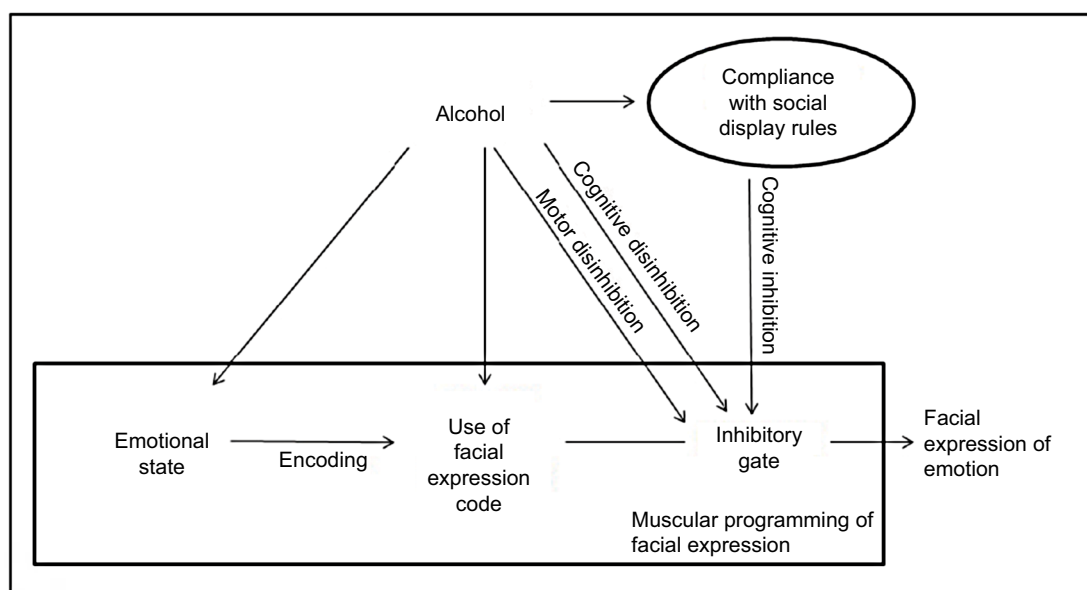 Compliance
with social
display rules
Alcohol
Motor disinhibition
Cognitive disinhibition
Cognitive inhibition
Emotional
state
Encoding
Use of
facial
expression
code
Inhibitory
gate
Facial
expression of
emotion
Muscular programming of
facial expression